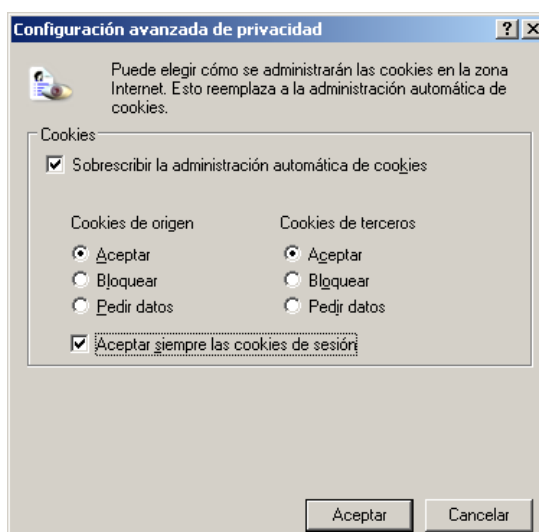 Configuración avanzada de privacidad
Puede elegir cómo se administrarán las cookies en la zona
Internet. Esto reemplaza a la administración automática de
cookies.
Cookies
Sobrescribir la administración automática de cookies
Cookies de origen Cookies de terceros
Aceptar Aceptar
Bloquear Bloquear
Pedir datos Pedir datos
Aceptar siempre las cookies de sesión
Aceptar Cancelar